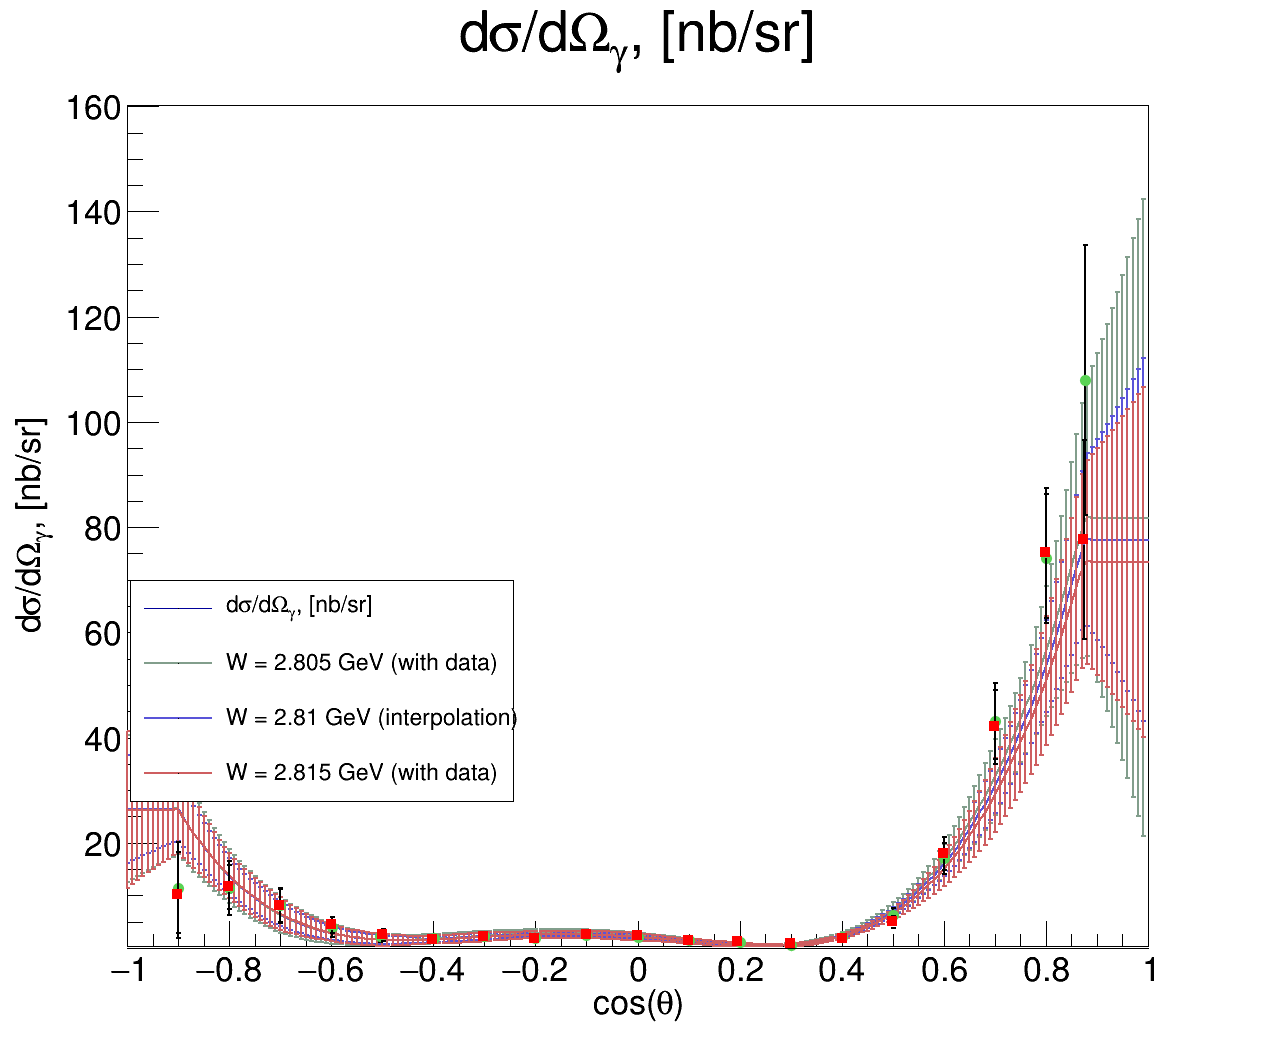 dσ/dΩγ, [nb/sr]
dσ/dΩγ, [nb/sr]
160
140
120
100
80
60
40
20
dσ/dΩγ, [nb/sr]
W = 2.805 GeV (with data)
W = 2.81 GeV (interpolation)
W = 2.815 GeV (with data)
−1 −0.8 −0.6 −0.4 −0.2 0 0.2 0.4 0.6 0.8 1
cos(θ)